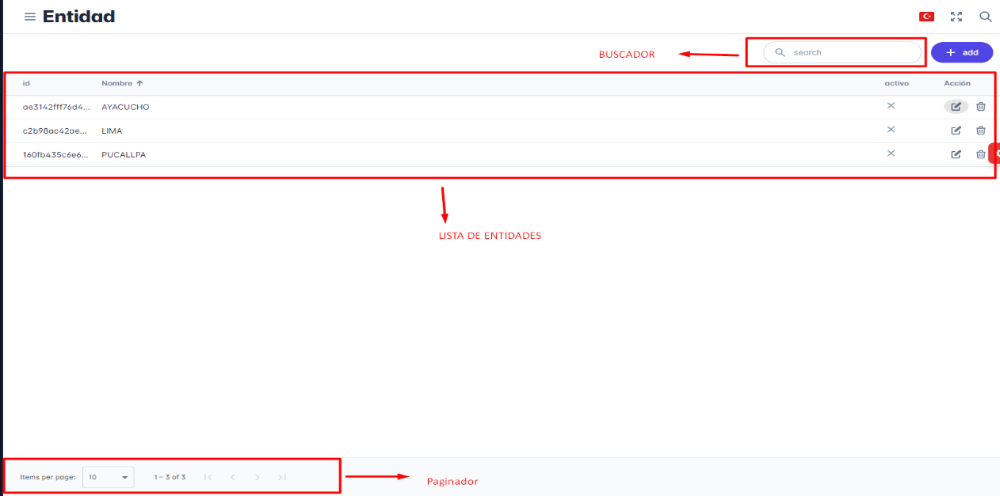 Entidad
BUSCADOR
search
add
id Nombre activo Acción
ae3142fff76d4... AYACUCHO
c2b98ac42ae... LIMA
160fb435c6e6... PUCALLPA
LISTA DE ENTIDADES
Items per page: 10 1 – 3 of 3
Paginador